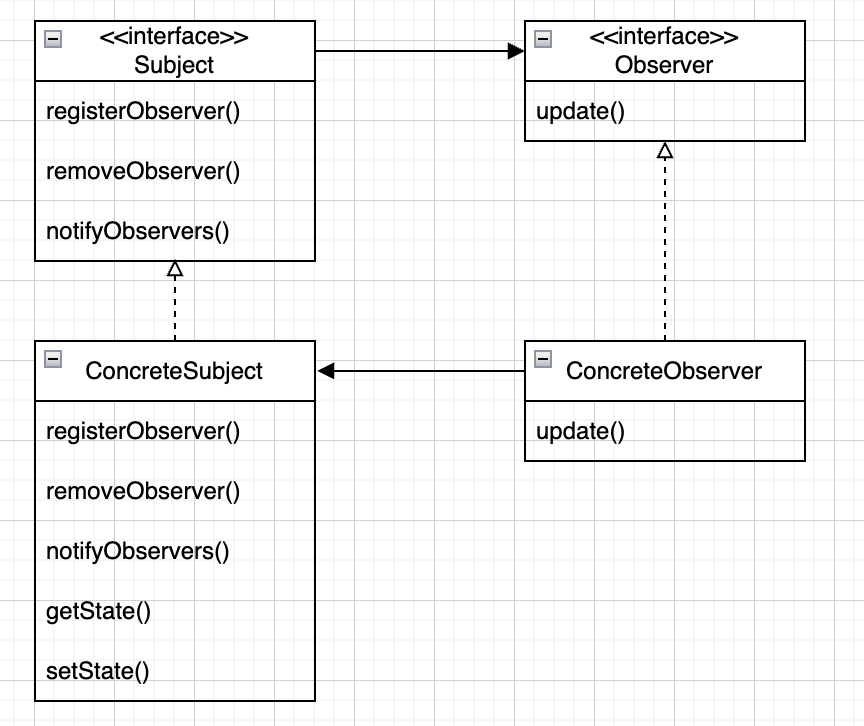 <<interface>>
Subject
registerObserver()
removeObserver()
notifyObservers()
<<interface>>
Observer
update()
ConcreteSubject
registerObserver()
removeObserver()
notifyObservers()
getState()
setState()
ConcreteObserver
update()